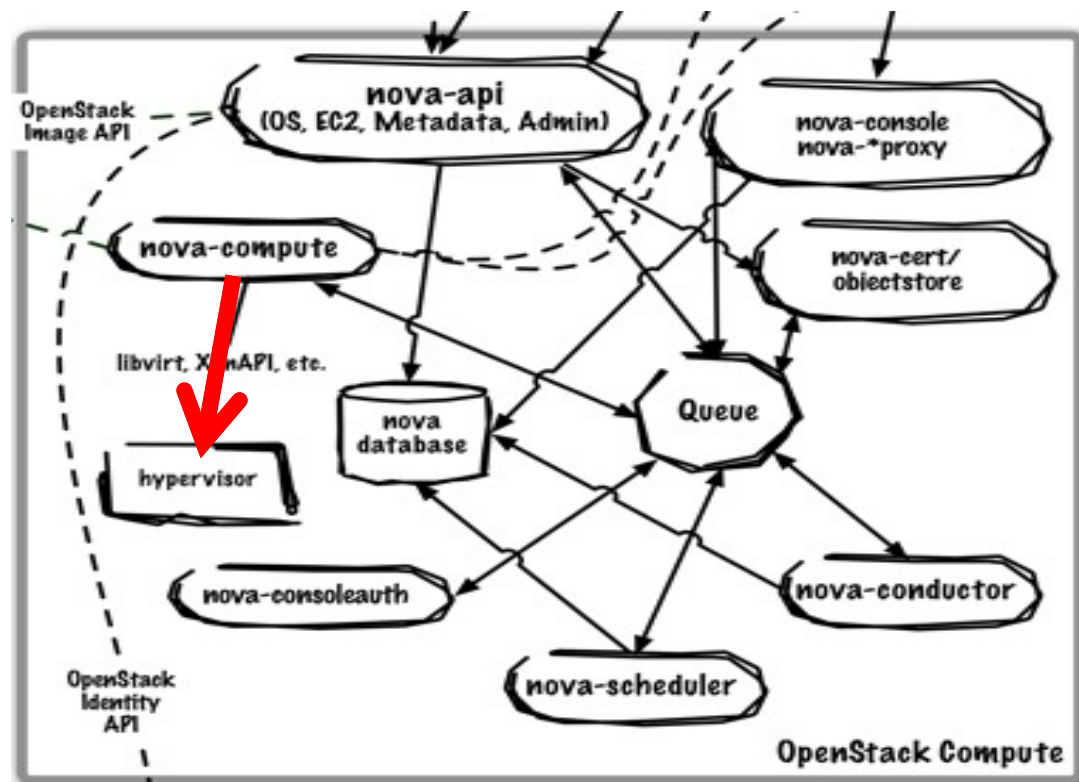 nova-api
(OS, EC2, Metadata, Admin)
OpenStack
Image API
nova-console
nova-*proxy
nova-compute
nova-cert/
objectstore
libvirt, X nAPI, etc.
nova
database
Queue
hypervisor
nova-consoleauth
nova-conductor
nova-scheduler
OpenStack
Identity
API
OpenStack Compute